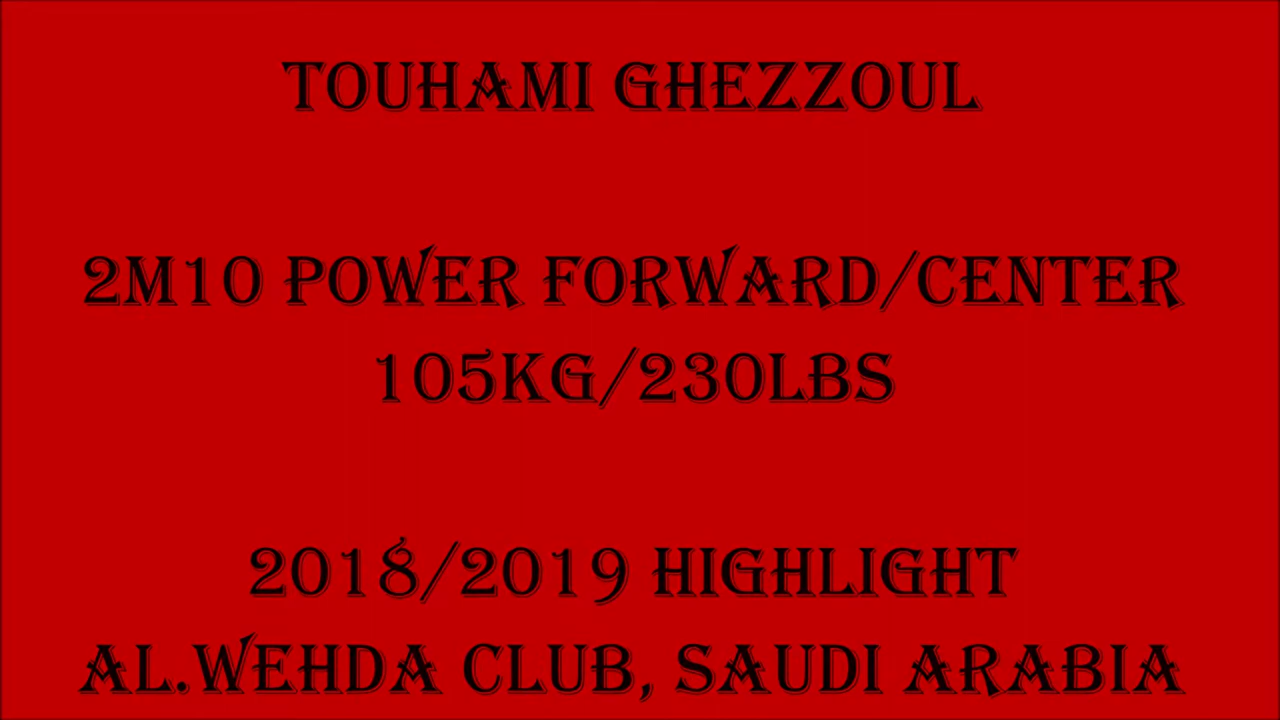 TOUHAMI GHEZZOUL
2M10 POWER FORWARD/CENTER
105KG/230LBS
2018/2019 HIGHLIGHT
AL.WEHDA CLUB, SAUDI ARABIA